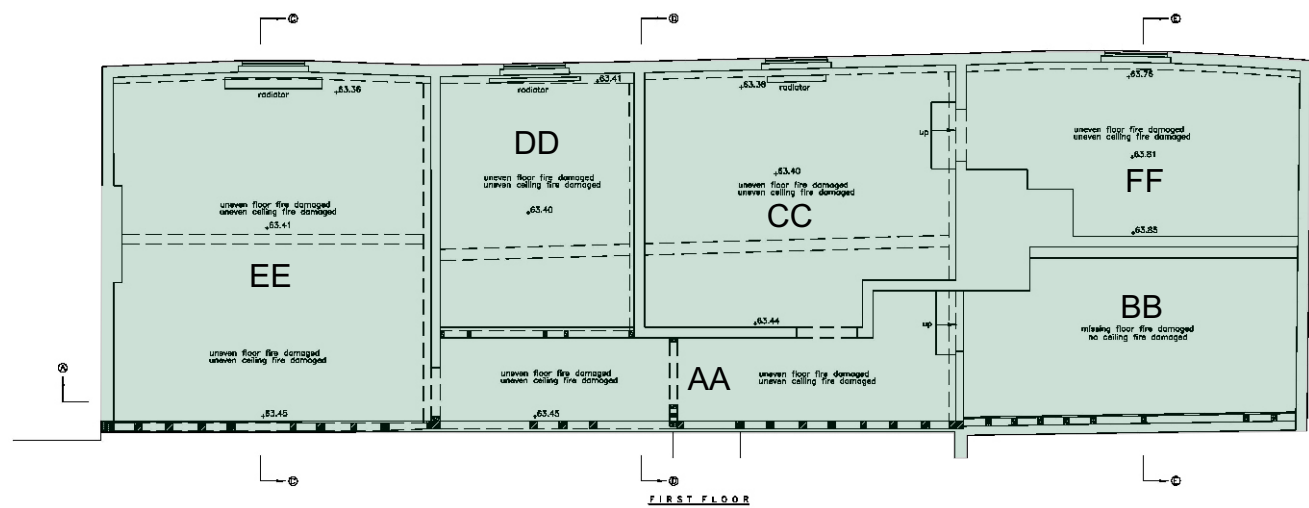 C
B
E
63.36
radiator
63.41
radiator
63.38
radiator
63.76
DD
up
uneven floor fire damaged
uneven ceiling fire damaged
63.81
FF
uneven floor fire damaged
uneven ceiling fire damaged
63.40
63.40
uneven floor fire damaged
uneven ceiling fire damaged
CC
uneven floor fire damaged
uneven ceiling fire damaged
63.41
63.85
EE
BB
missing floor fire damaged
no ceiling fire damaged
63.44
up
uneven floor fire damaged
uneven ceiling fire damaged
A
uneven floor fire damaged
uneven ceiling fire damaged
AA
uneven floor fire damaged
uneven ceiling fire damaged
63.45
63.45
E
FIRST FLOOR